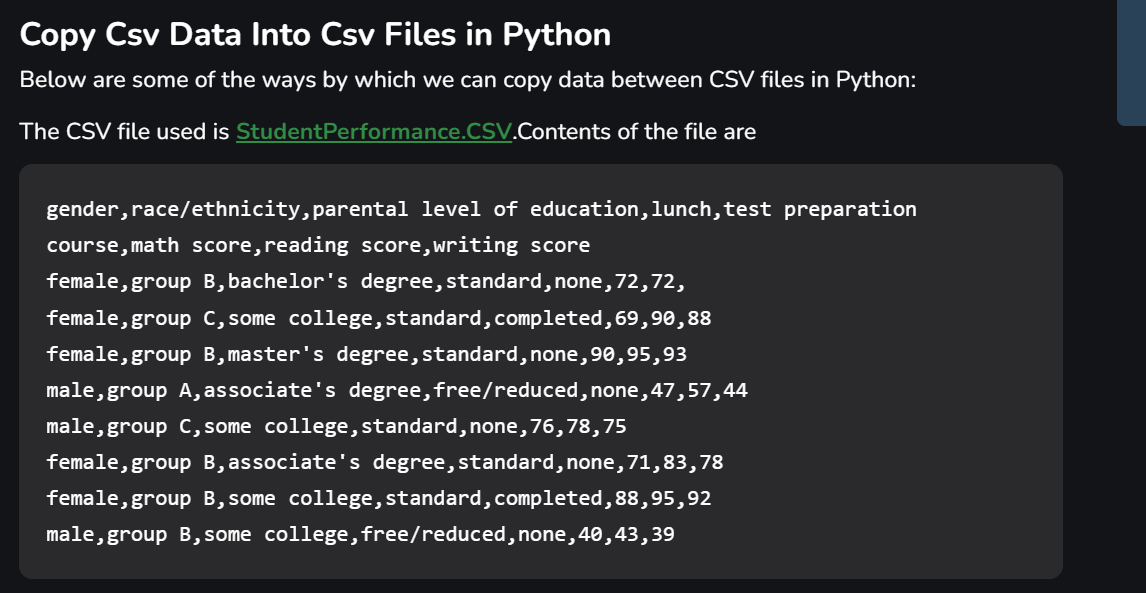 Copy Csv Data Into Csv Files in Python
Below are some of the ways by which we can copy data between CSV files in Python:
The CSV file used is StudentPerformance.CSV.Contents of the file are
gender,race/ethnicity,parental level of education,lunch,test preparation
course,math score,reading score,writing score
female,group B,bachelor's degree,standard,none,72,72,
female,group C,some college,standard,completed,69,90,88
female,group B,master's degree,standard,none,90,95,93
male,group A,associate's degree,free/reduced,none,47,57,44
male,group C,some college,standard,none,76,78,75
female,group B,associate's degree,standard,none,71,83,78
female,group B,some college,standard,completed,88,95,92
male,group B,some college,free/reduced,none,40,43,39